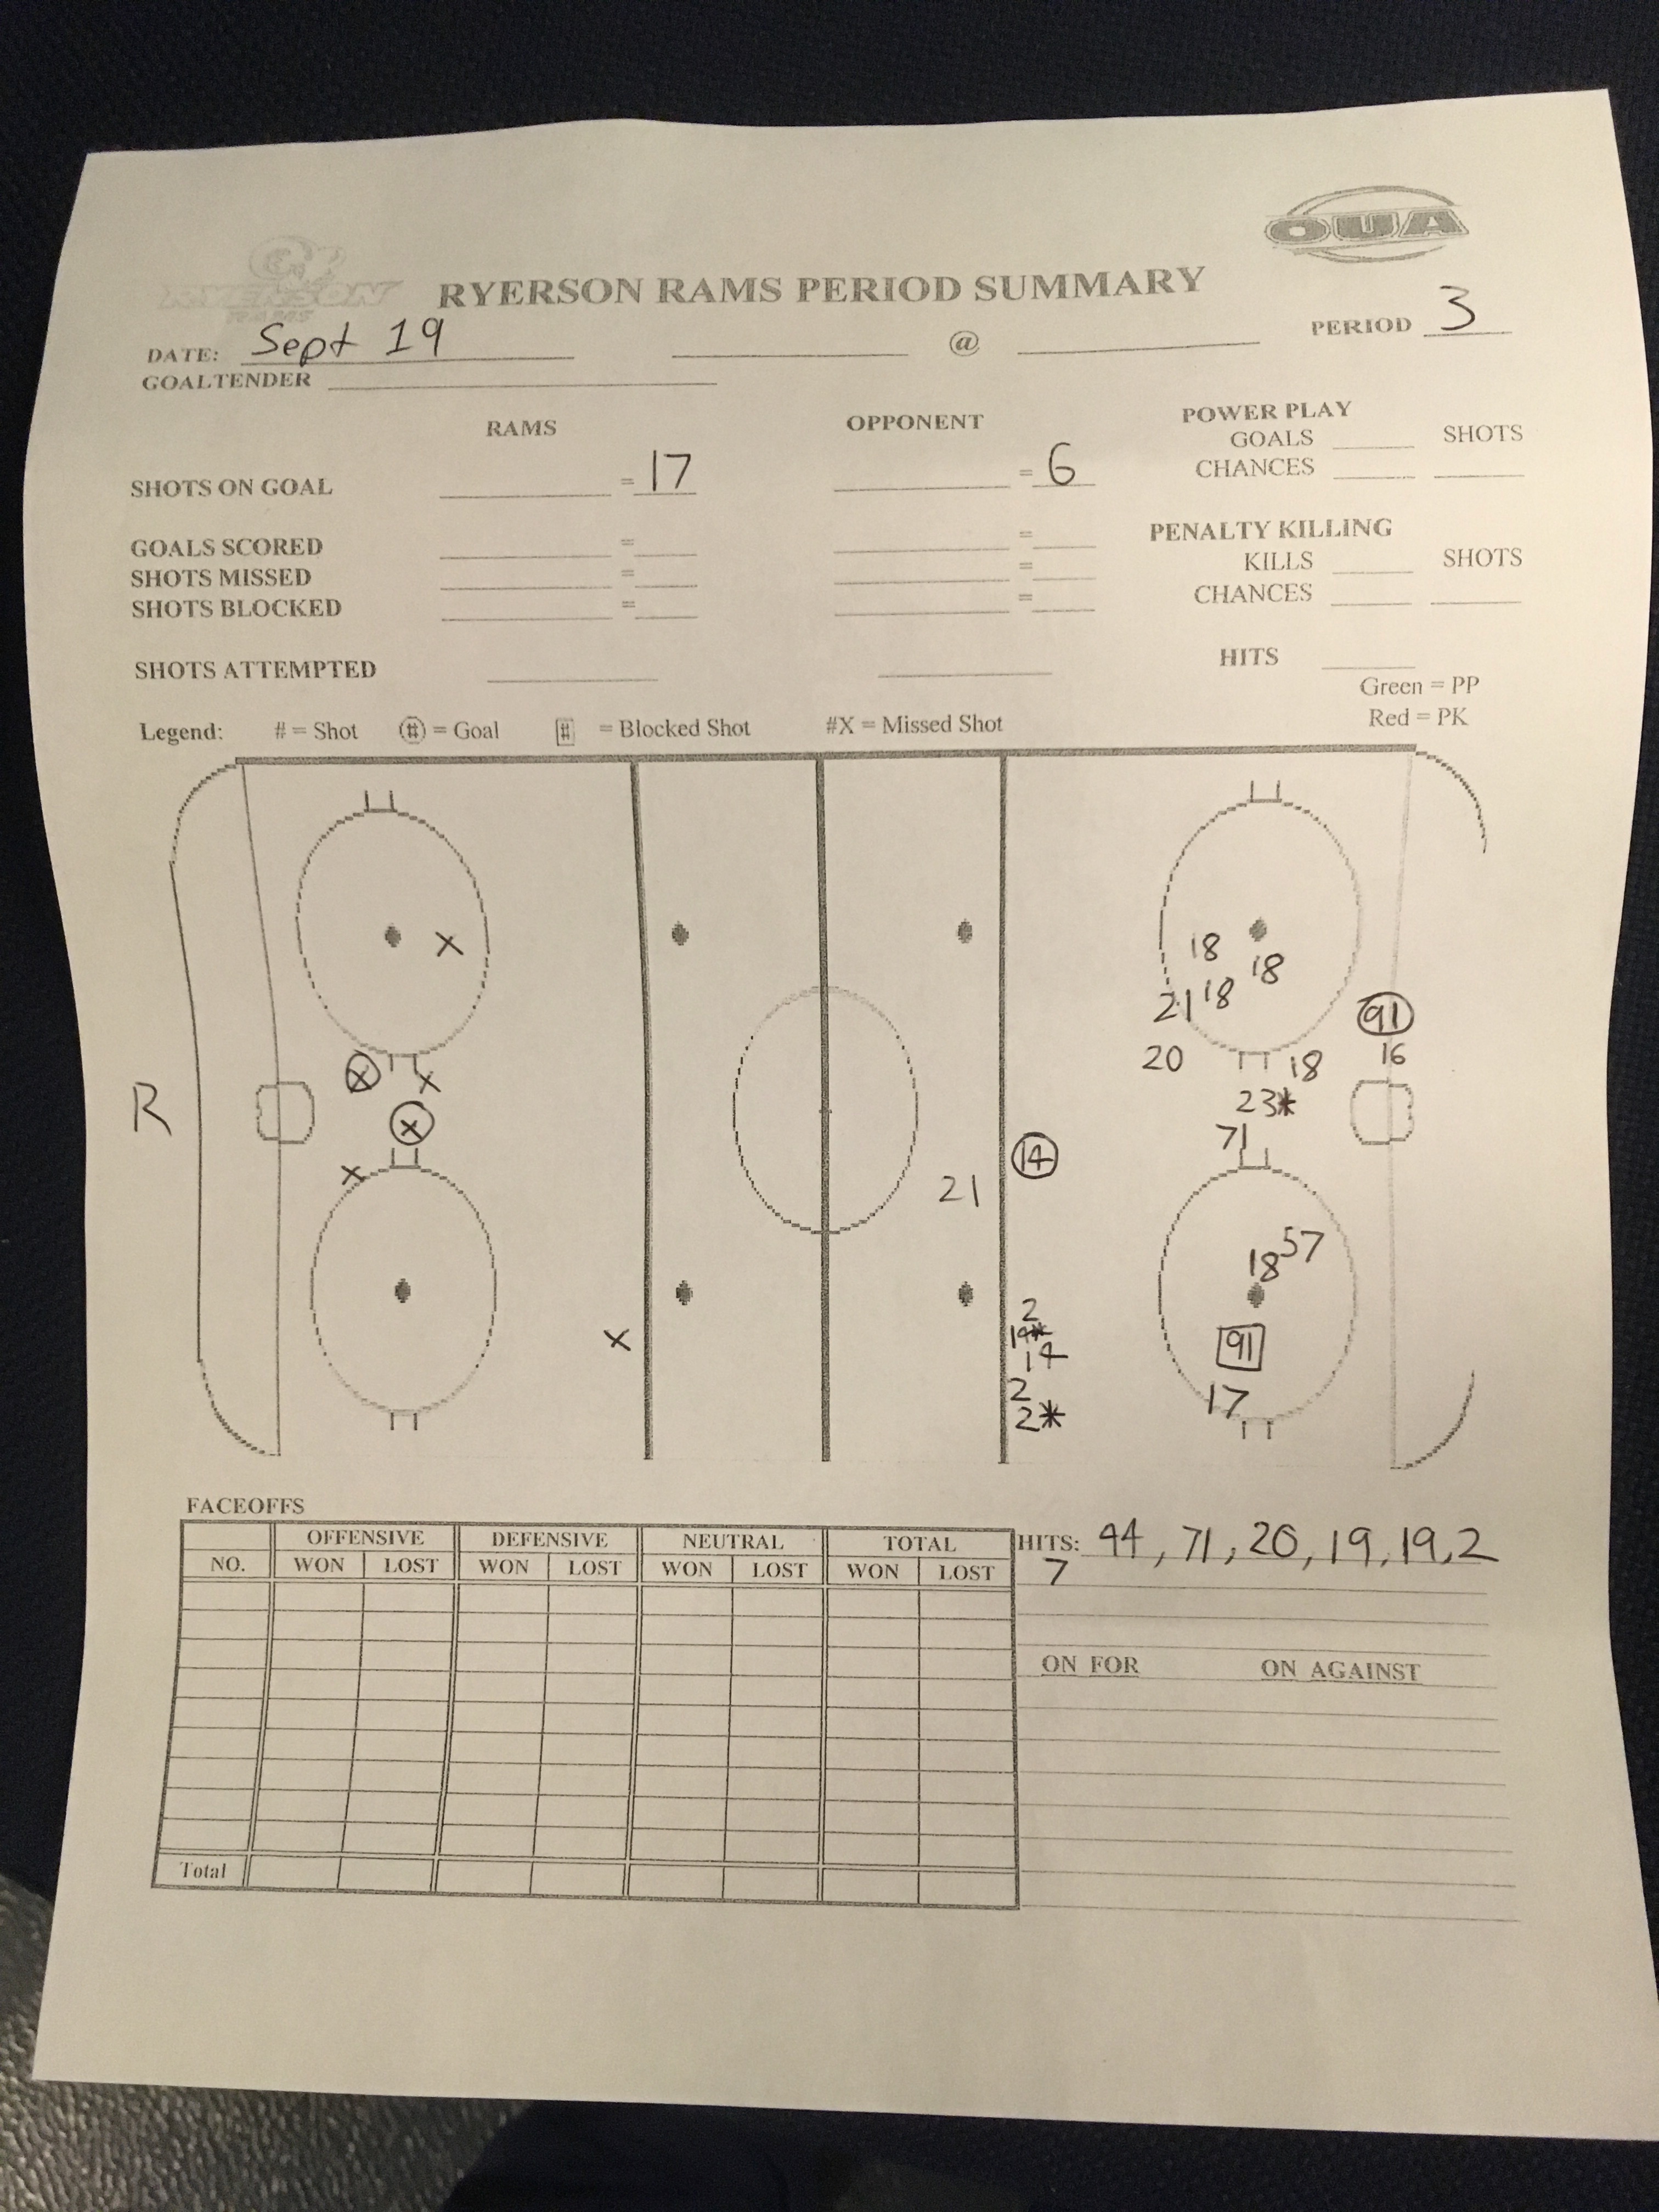 OUA
RYERSON
RAMS
RYERSON RAMS PERIOD SUMMARY
DATE: Sept 19 @ PERIOD 3
GOALTENDER
RAMS OPPONENT POWER PLAY
GOALS SHOTS
SHOTS ON GOAL = 17 = 6 CHANCES
GOALS SCORED = = PENALTY KILLING
SHOTS MISSED = = KILLS SHOTS
SHOTS BLOCKED = = CHANCES
SHOTS ATTEMPTED HITS
Green = PP
Legend: # = Shot # = Goal # = Blocked Shot #X = Missed Shot Red = PK
X 18 18
21 18 91
20 18 16
X X 23*
R X 71
X 14
21
18 57
2
X 14* 91
14
2 17
2*
FACEOFFS
OFFENSIVE DEFENSIVE NEUTRAL TOTAL HITS: 44, 71, 20, 19, 19, 2
NO. WON LOST WON LOST WON LOST WON LOST 7
ON FOR ON AGAINST
Total